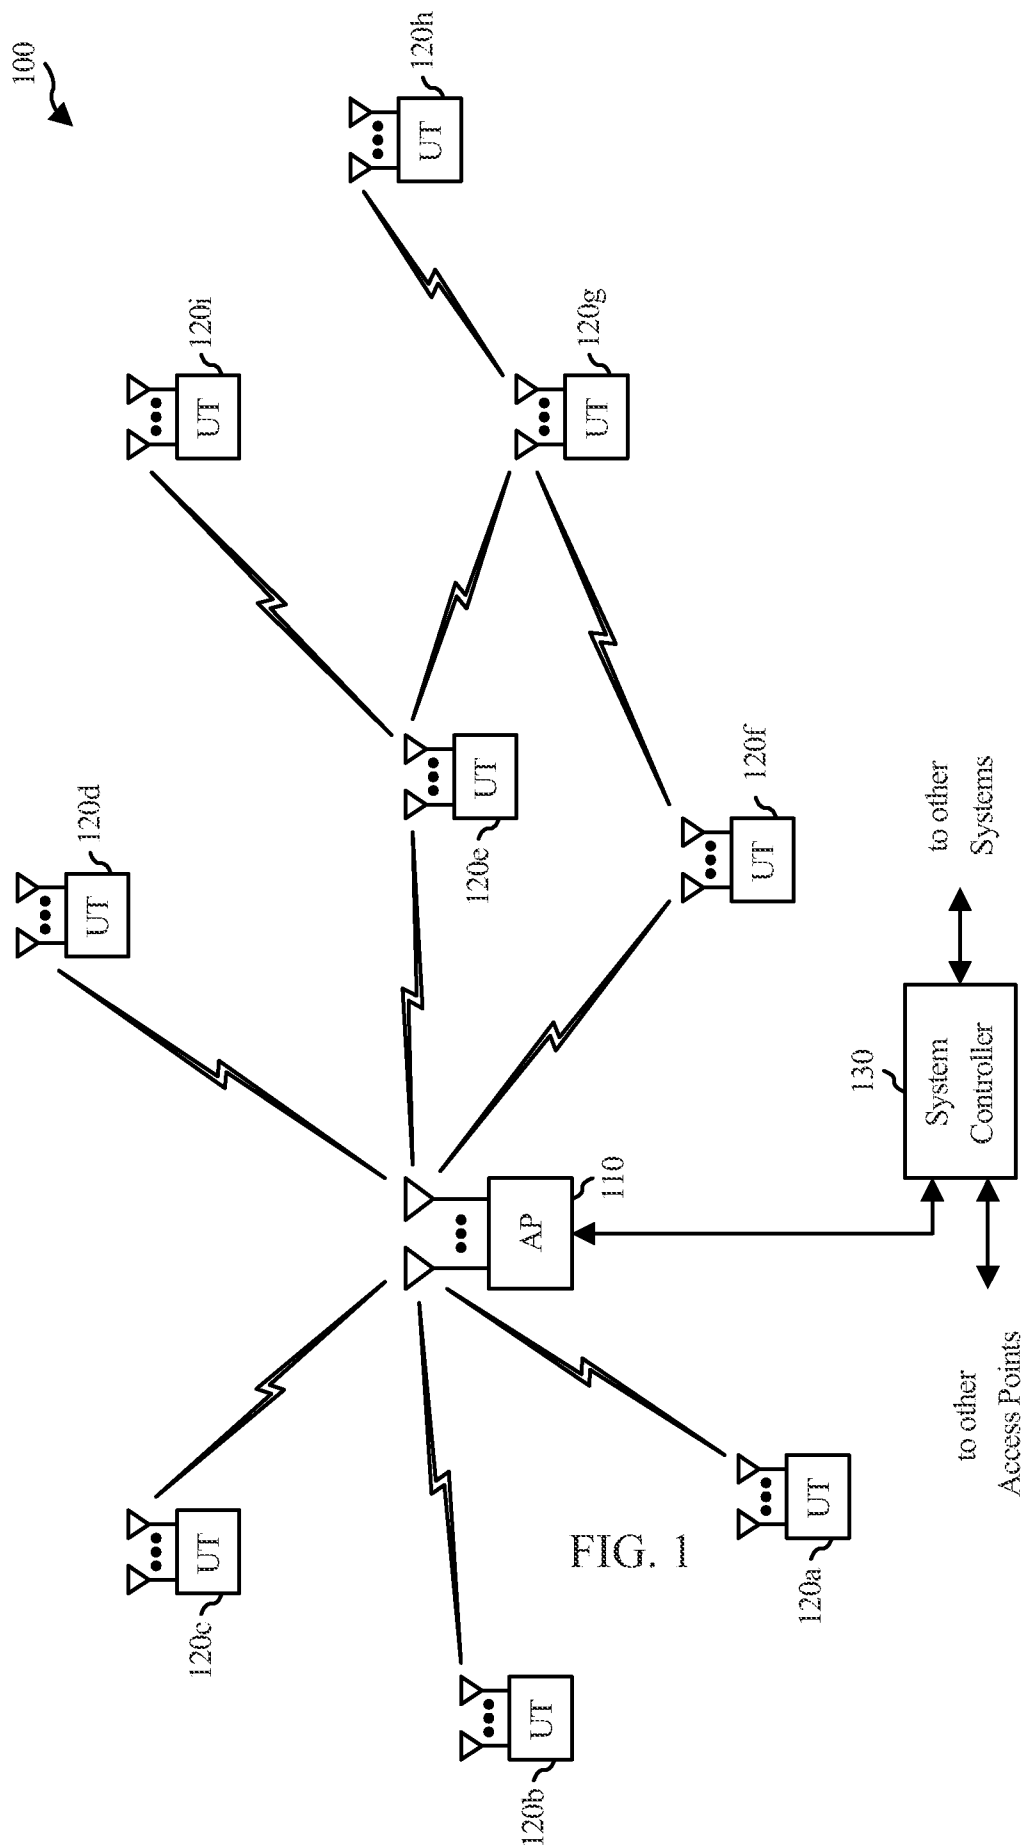 100
120d
UT
120c
UT
120i
UT
120h
UT
120e
UT
120b
UT
AP
110
120g
UT
120f
UT
120a
UT
130
System
Controller
to other
Systems
to other
Access Points
FIG. 1